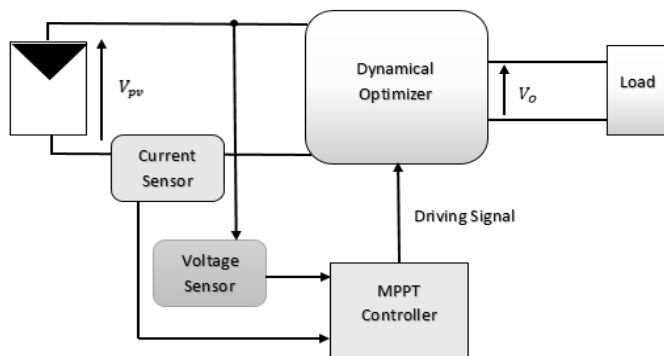 Dynamical
Optimizer
V_pv
V_o
Load
Current
Sensor
Driving Signal
Voltage
Sensor
MPPT
Controller